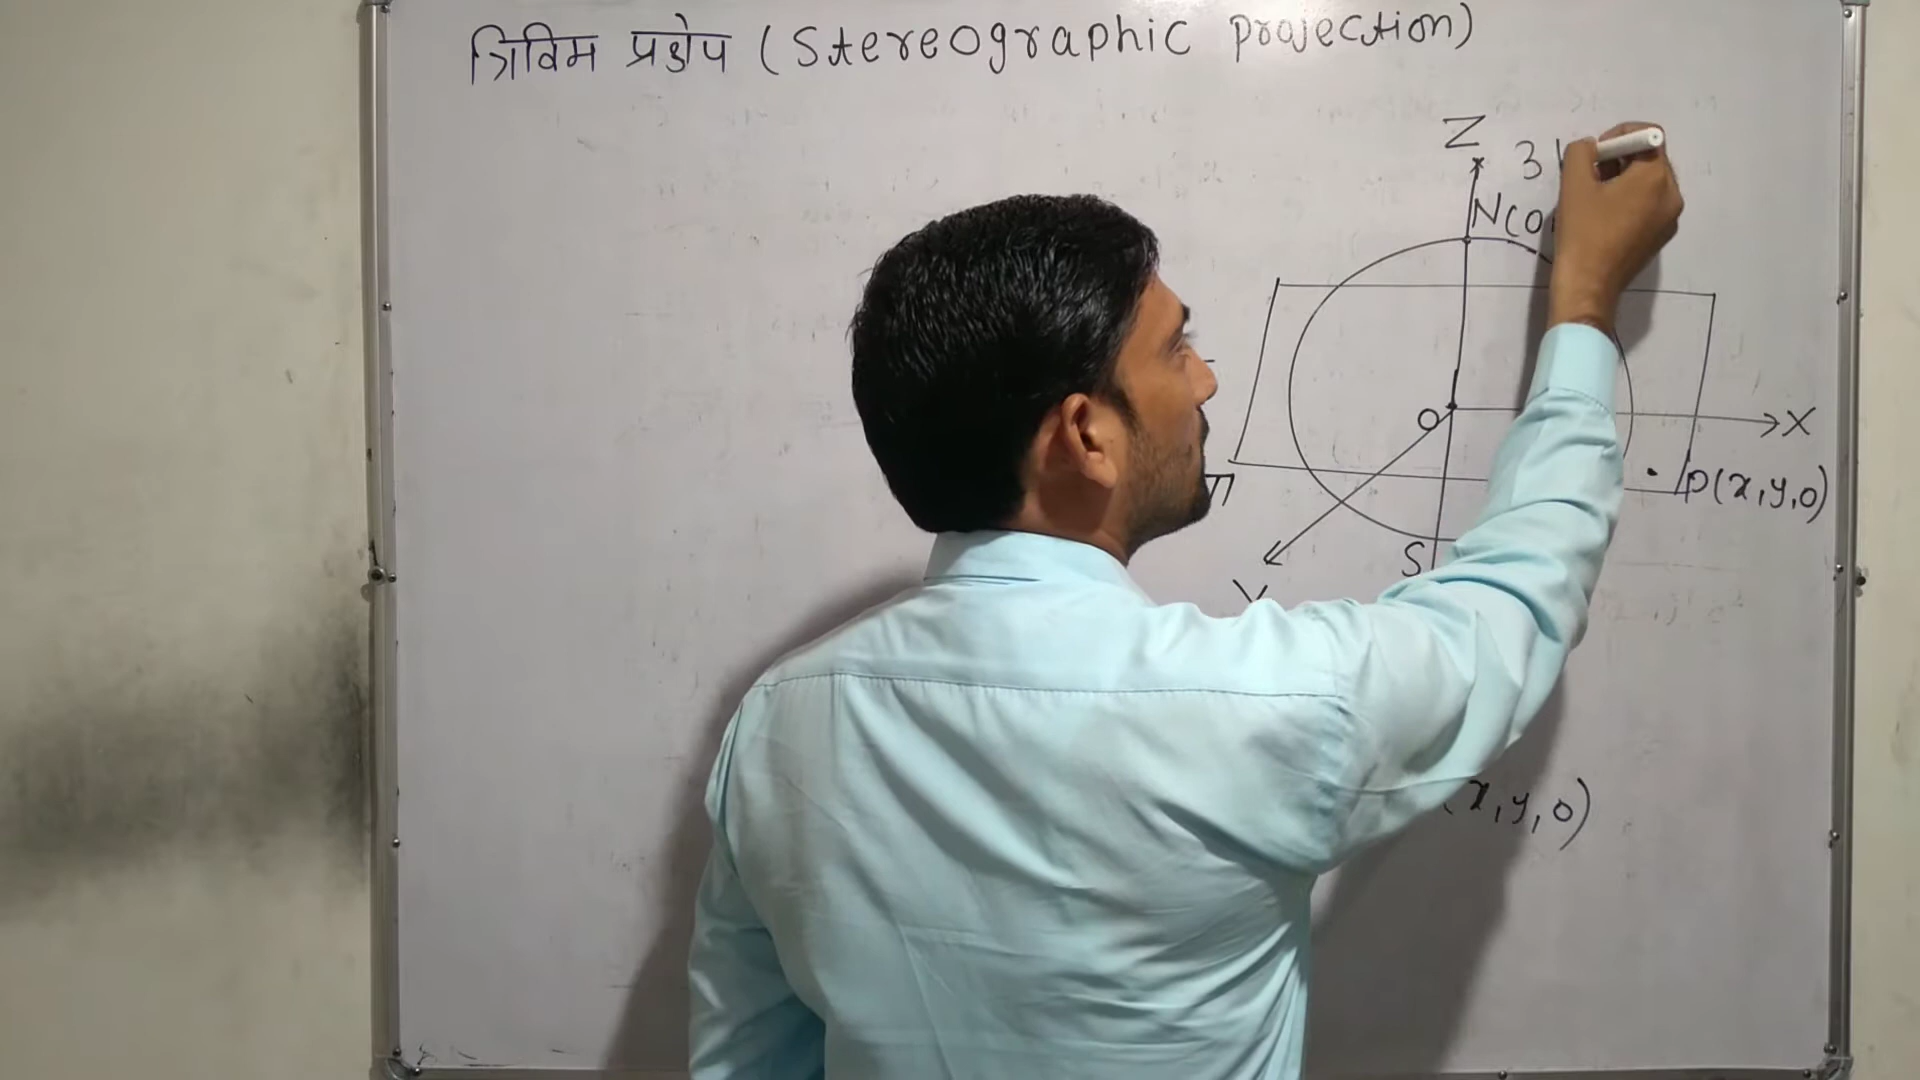 त्रिविम प्रक्षेप (Stereographic Projection)
Z
N(0,
O
X
P(x,y,0)
π
S
Y
(x,y,0)